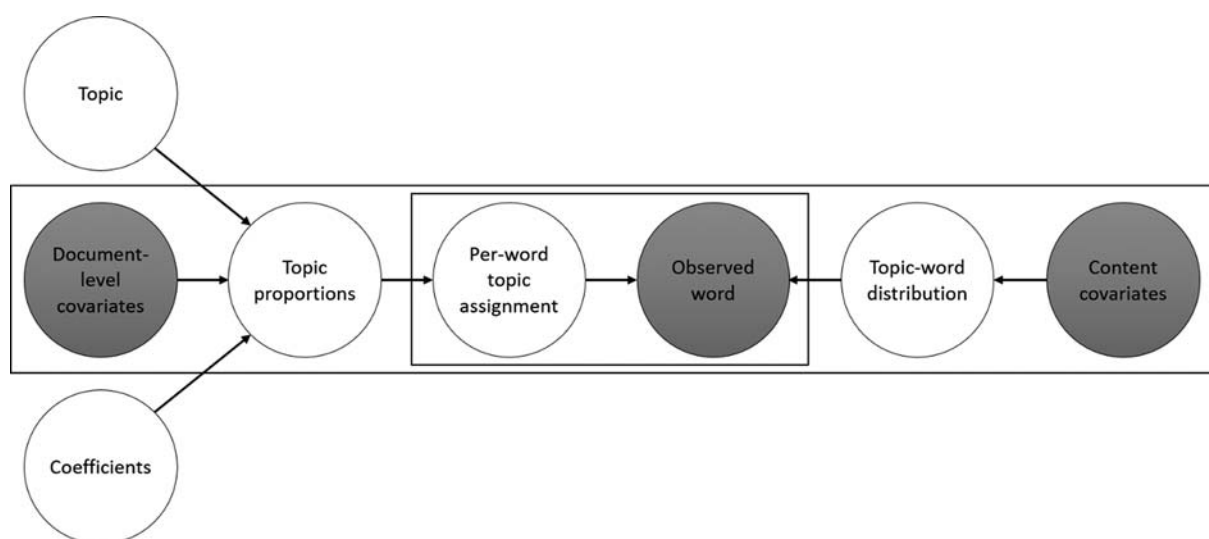 Topic
Document-
level
covariates
Topic
proportions
Per-word
topic
assignment
Observed
word
Topic-word
distribution
Content
covariates
Coefficients